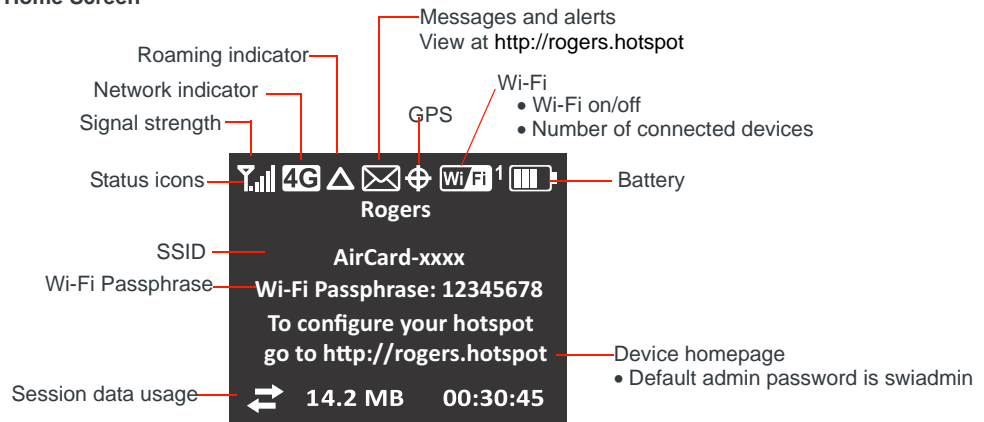 Home Screen
Messages and alerts
View at http://rogers.hotspot
Roaming indicator
Wi-Fi
• Wi-Fi on/off
• Number of connected devices
Network indicator
GPS
Signal strength
Status icons
4G Wi Fi 1
Battery
Rogers
SSID
AirCard-xxxx
Wi-Fi Passphrase
Wi-Fi Passphrase: 12345678
To configure your hotspot
go to http://rogers.hotspot
Device homepage
• Default admin password is swiadmin
Session data usage
14.2 MB 00:30:45